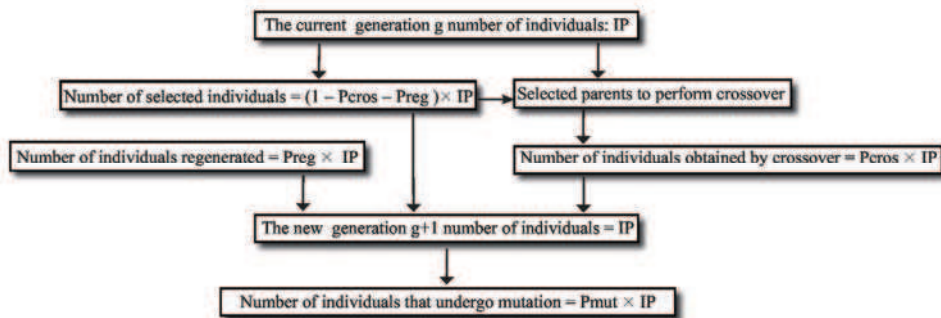 The current generation g number of individuals: IP
Number of selected individuals = (1 – Pcros – Preg )× IP
Selected parents to perform crossover
Number of individuals regenerated = Preg × IP
Number of individuals obtained by crossover = Pcros × IP
The new generation g+1 number of individuals = IP
Number of individuals that undergo mutation = Pmut × IP